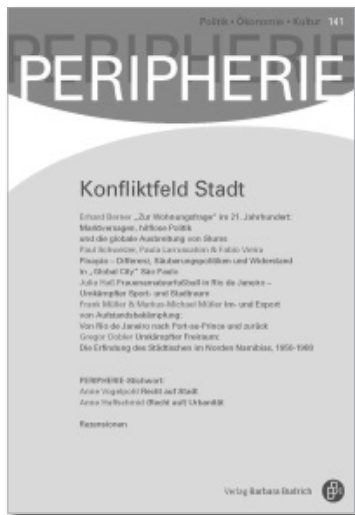 Politik • Ökonomie • Kultur 141
PERIPHERIE
PERIPHERIE
Konfliktfeld Stadt
Erhard Berner „Zur Wohnungsfrage" im 21. Jahrhundert:
Marktversagen, hilflose Politik
und die globale Ausbreitung von Slums
Paul Schweizer, Paula Larruscahim & Fabio Vieira
Pixação – Differenz, Säuberungspolitiken und Widerstand
in „Global City" São Paulo
Julia Haß Frauenamateurfußball in Rio de Janeiro –
Umkämpfter Sport- und Stadtraum
Frank Müller & Markus-Michael Müller Im- und Export
von Aufstandsbekämpfung:
Von Rio de Janeiro nach Port-au-Prince und zurück
Gregor Dobler Umkämpfter Freiraum:
Die Erfindung des Städtischen im Norden Namibias, 1950-1980
PERIPHERIE-Stichwort:
Anne Vogelpohl Recht auf Stadt
Anne Huffschmid (Recht auf) Urbanität
Rezensionen
Verlag Barbara Budrich